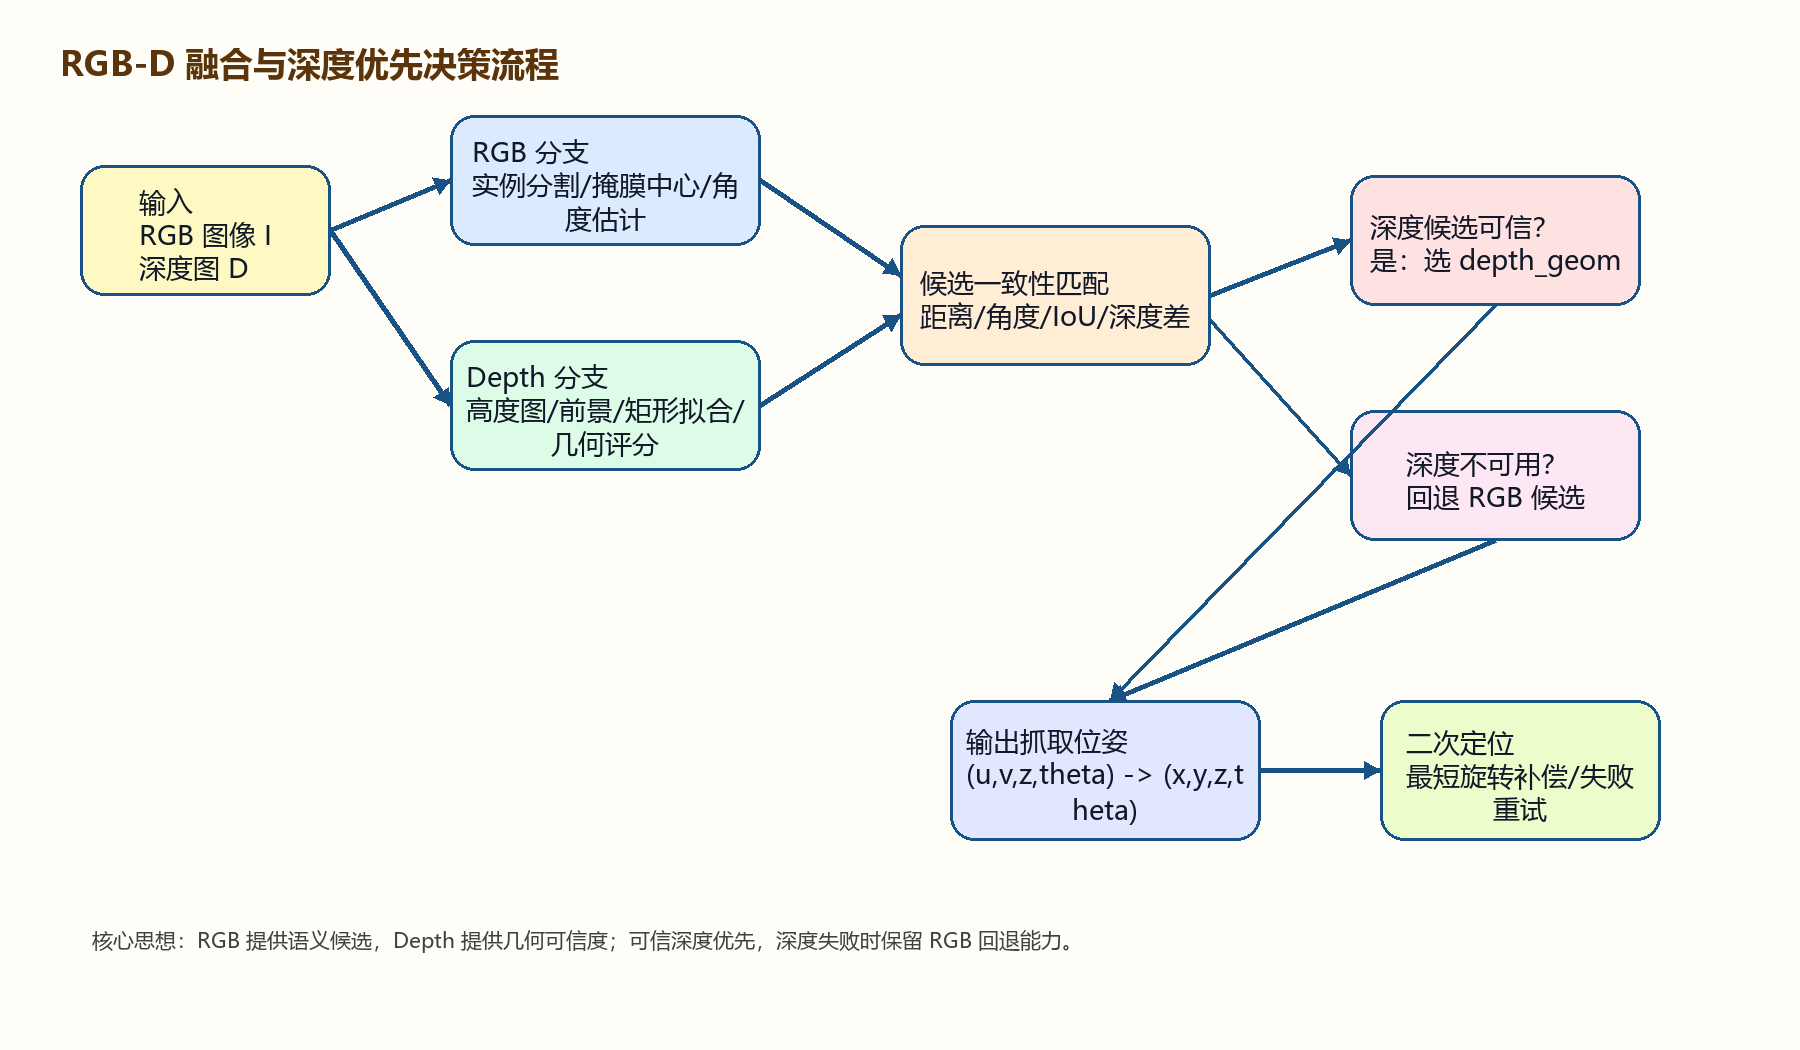 RGB-D 融合与深度优先决策流程
输入
RGB 图像 I
深度图 D
RGB 分支
实例分割/掩膜中心/角
度估计
Depth 分支
高度图/前景/矩形拟合/
几何评分
候选一致性匹配
距离/角度/IoU/深度差
深度候选可信?
是：选 depth_geom
深度不可用?
回退 RGB 候选
输出抓取位姿
(u,v,z,theta) -> (x,y,z,t
heta)
二次定位
最短旋转补偿/失败
重试
核心思想：RGB 提供语义候选，Depth 提供几何可信度；可信深度优先，深度失败时保留 RGB 回退能力。